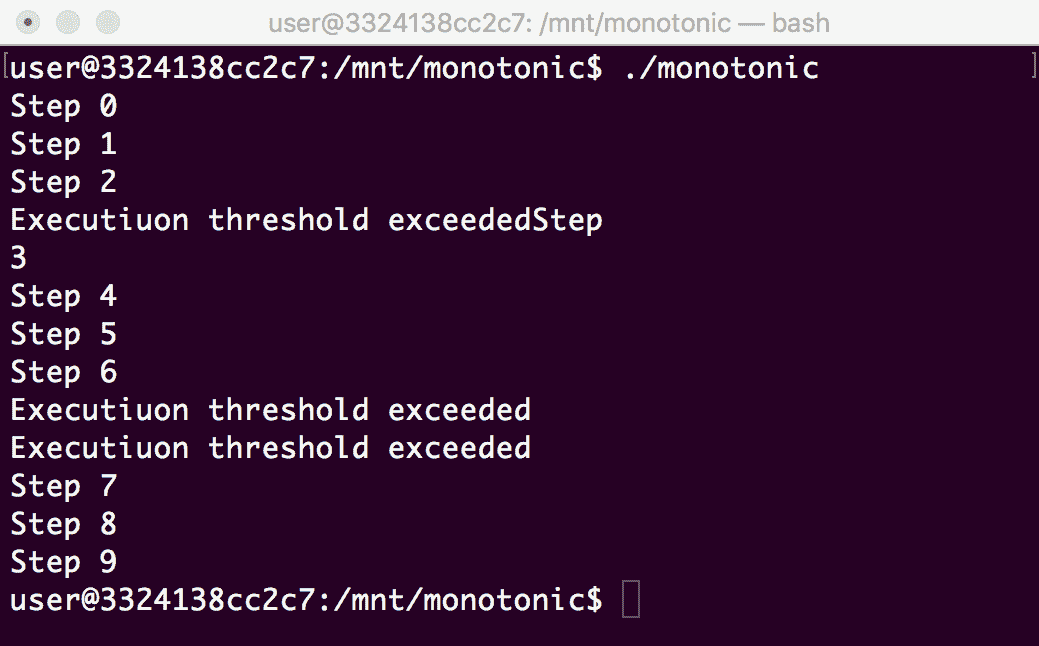 user@3324138cc2c7: /mnt/monotonic — bash
[user@3324138cc2c7:/mnt/monotonic$ ./monotonic ]
Step 0
Step 1
Step 2
Executiuon threshold exceededStep
3
Step 4
Step 5
Step 6
Executiuon threshold exceeded
Executiuon threshold exceeded
Step 7
Step 8
Step 9
user@3324138cc2c7:/mnt/monotonic$